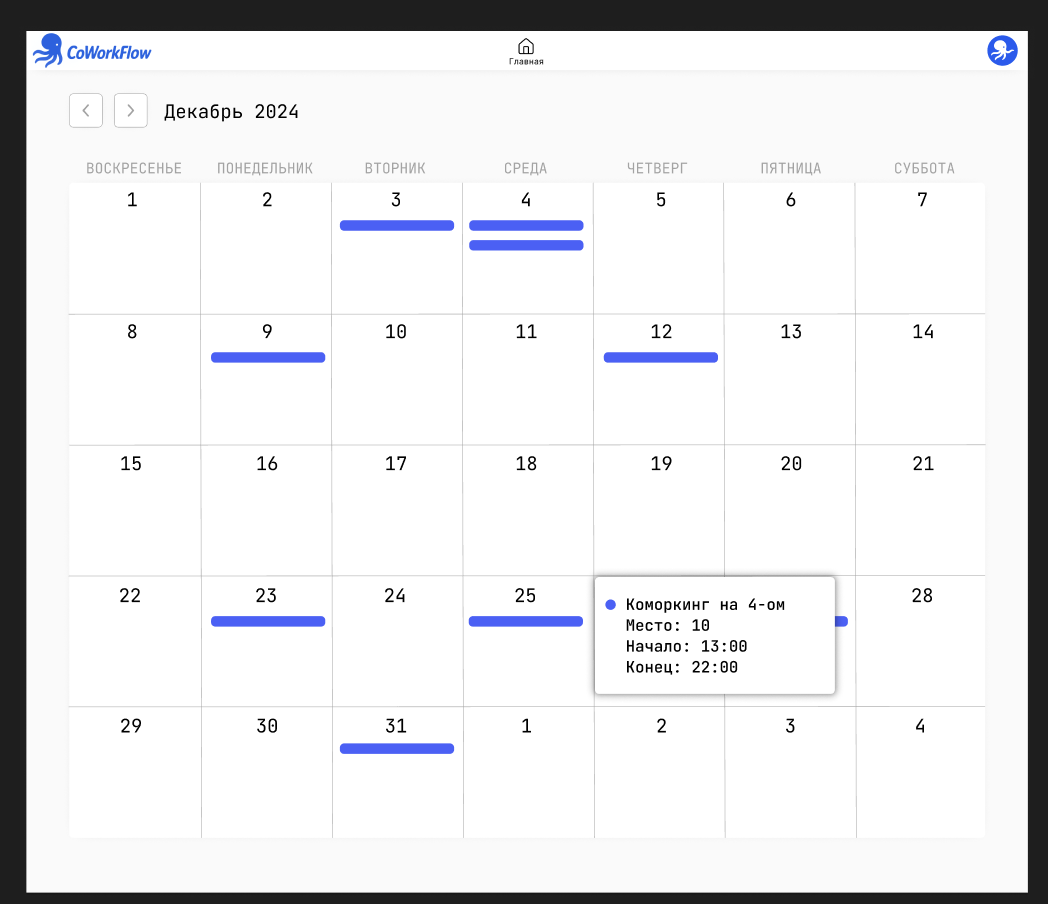 CoWorkFlow
Главная
Декабрь 2024
ВОСКРЕСЕНЬЕ ПОНЕДЕЛЬНИК ВТОРНИК СРЕДА ЧЕТВЕРГ ПЯТНИЦА СУББОТА
1 2 3 4 5 6 7
8 9 10 11 12 13 14
15 16 17 18 19 20 21
22 23 24 25 28
Коморкинг на 4-ом
Место: 10
Начало: 13:00
Конец: 22:00
29 30 31 1 2 3 4